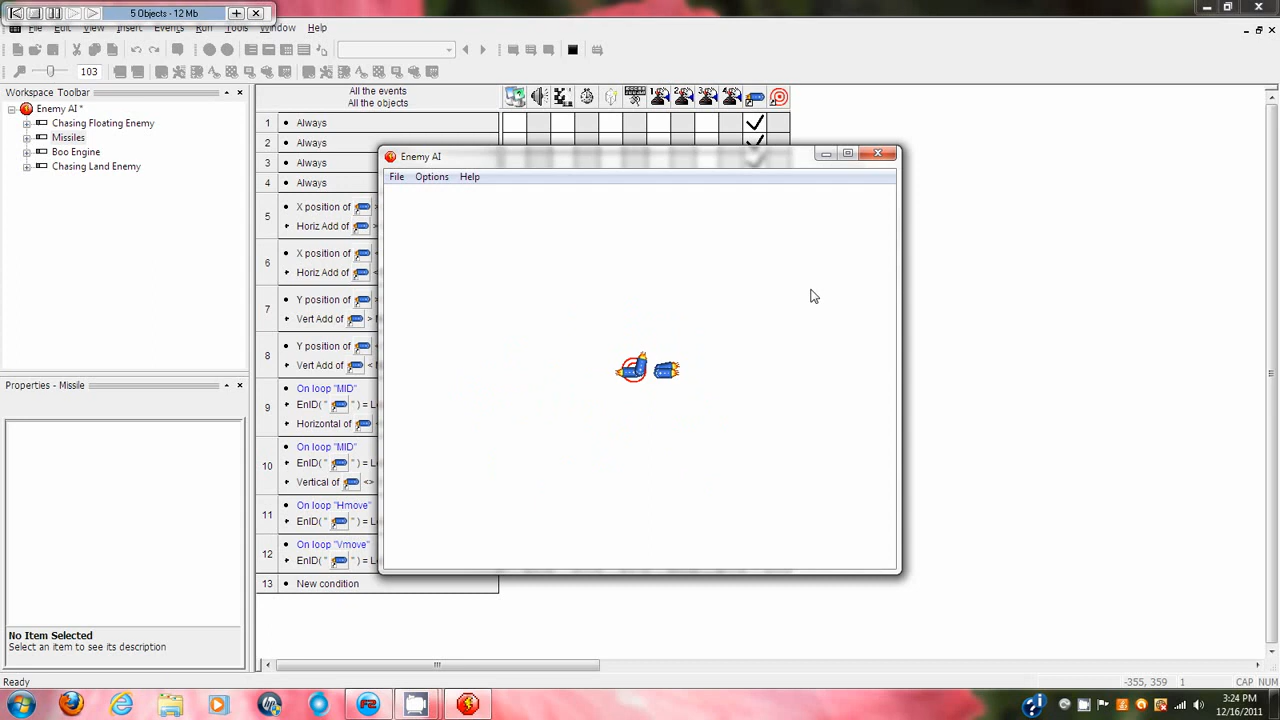 5 Objects - 12 Mb
File Edit View Insert Events Run Tools Window Help
103
Workspace Toolbar
Enemy AI *
Chasing Floating Enemy
Missiles
Boo Engine
Chasing Land Enemy
Properties - Missile
No Item Selected
Select an item to see its description
All the events
All the objects
1 Always
2 Always
3 Always
4 Always
5 X position of
Horiz Add of
6 X position of
Horiz Add of
7 Y position of
Vert Add of >
8 Y position of
Vert Add of <
9 On loop "MID"
EnID( " " ) =
Horizontal of
10 On loop "MID"
EnID( " " ) =
Vertical of <>
11 On loop "Hmove"
EnID( " " ) =
12 On loop "Vmove"
EnID( " " ) =
13 New condition
Enemy AI
File Options Help
Ready
-355, 359 1 CAP NUM
3:24 PM
12/16/2011